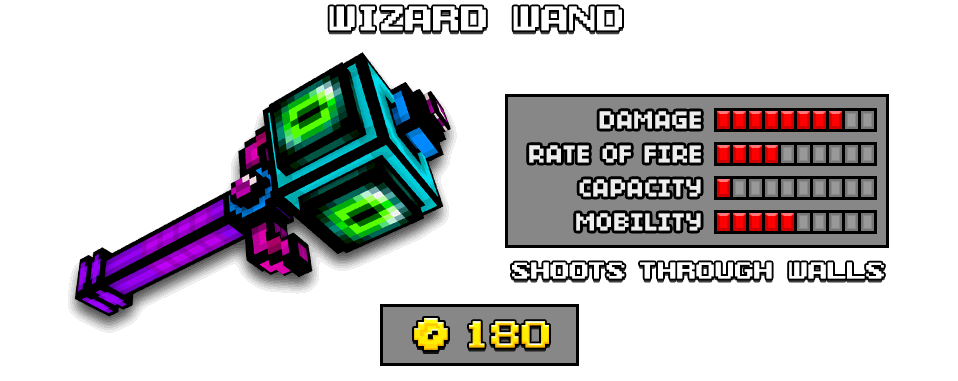 WIZARD WAND
DAMAGE
RATE OF FIRE
CAPACITY
MOBILITY
SHOOTS THROUGH WALLS
180